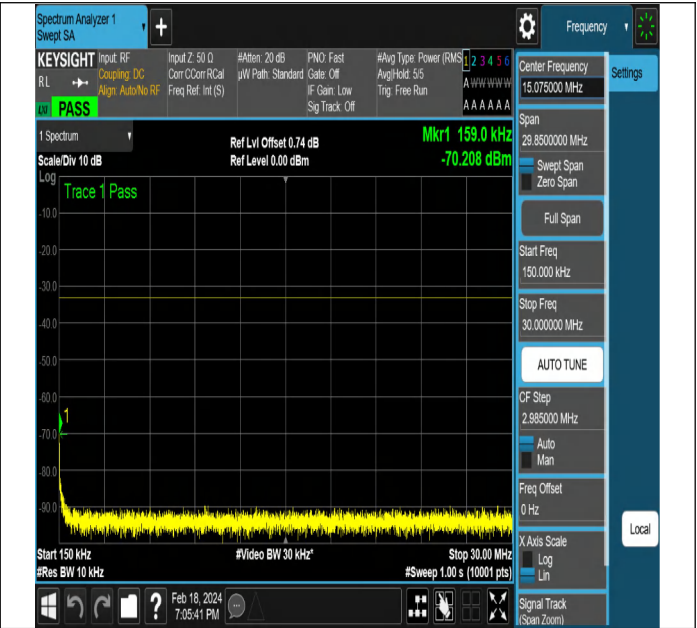 Spectrum Analyzer 1
Swept SA
+
Frequency
KEYSIGHT
RL
PASS
Input: RF
Coupling: DC
Align: Auto/No RF
Input Z: 50 Ω
Corr CCorr RCal
Freq Ref: Int (S)
#Atten: 20 dB
µW Path: Standard
PNO: Fast
Gate: Off
IF Gain: Low
Sig Track: Off
#Avg Type: Power (RMS
Avg|Hold: 5/5
Trig: Free Run
1 2 3 4 5 6
A W W W W W
A A A A A A
1 Spectrum
Scale/Div 10 dB
Ref Lvl Offset 0.74 dB
Ref Level 0.00 dBm
Mkr1 159.0 kHz
-70.208 dBm
Log
Trace 1 Pass
-10.0
-20.0
-30.0
-40.0
-50.0
-60.0
1
-70.0
-80.0
-90.0
Start 150 kHz
#Video BW 30 kHz*
Stop 30.00 MHz
#Res BW 10 kHz
#Sweep 1.00 s (10001 pts)
?
Feb 18, 2024
7:05:41 PM
Center Frequency
15.075000 MHz
Settings
Span
29.8500000 MHz
Swept Span
Zero Span
Full Span
Start Freq
150.000 kHz
Stop Freq
30.000000 MHz
AUTO TUNE
CF Step
2.985000 MHz
Auto
Man
Freq Offset
0 Hz
X Axis Scale
Log
Lin
Local
Signal Track
(Span Zoom)